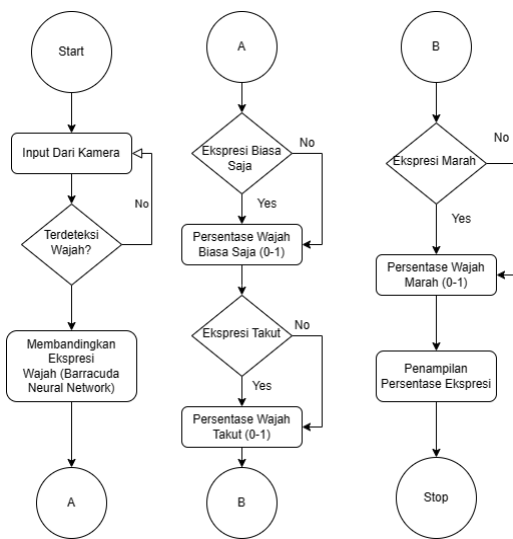 Start
Input Dari Kamera
No
Terdeteksi
Wajah?
Membandingkan
Ekspresi
Wajah (Barracuda
Neural Network)
A
A
Ekspresi Biasa
Saja
No
Yes
Persentase Wajah
Biasa Saja (0-1)
Ekspresi Takut
No
Yes
Persentase Wajah
Takut (0-1)
B
B
Ekspresi Marah
No
Yes
Persentase Wajah
Marah (0-1)
Penampilan
Persentase Ekspresi
Stop